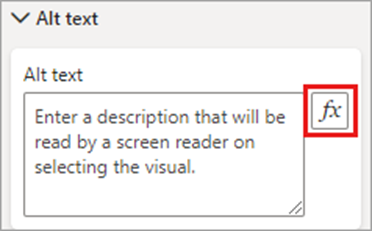 Alt text
Alt text
Enter a description that will be
read by a screen reader on
selecting the visual.
fx